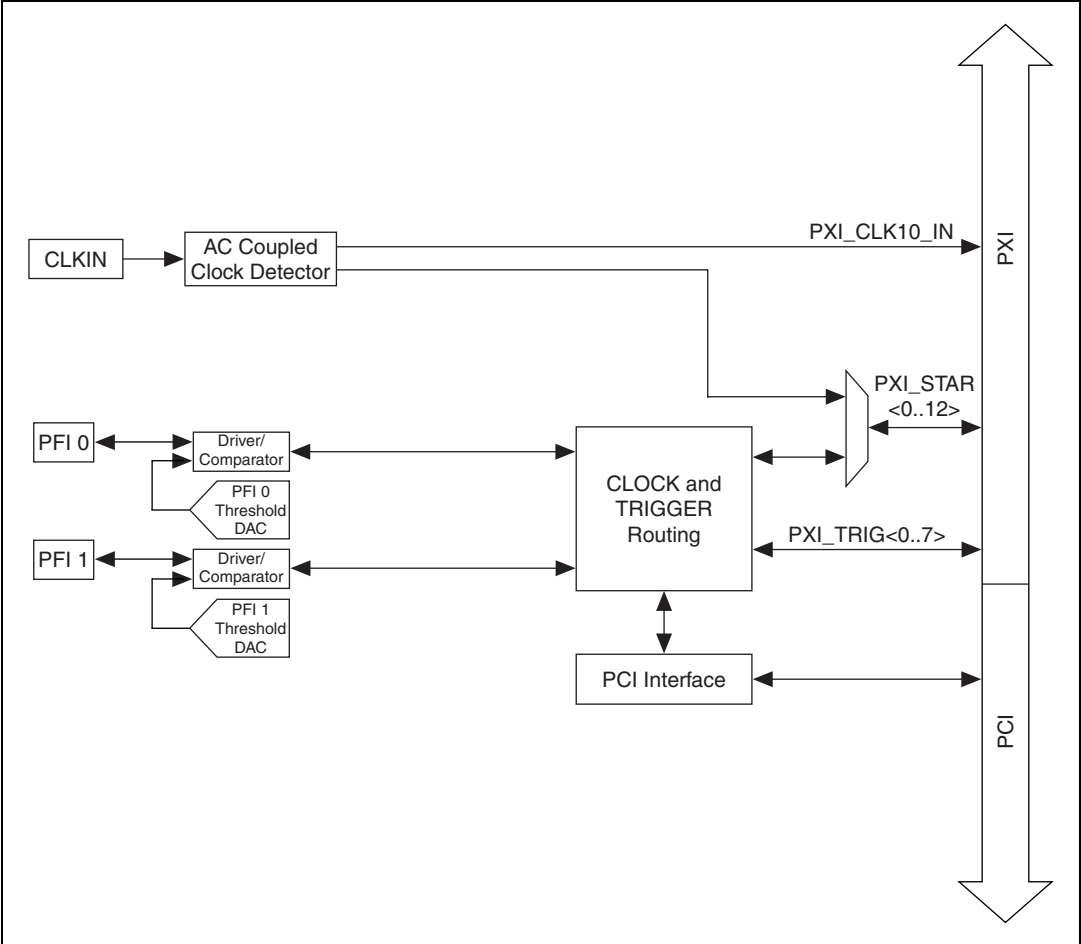 CLKIN
AC Coupled
Clock Detector
PXI_CLK10_IN
PXI
PXI_STAR
<0..12>
PFI 0
Driver/
Comparator
PFI 0
Threshold
DAC
CLOCK and
TRIGGER
Routing
PXI_TRIG<0..7>
PFI 1
Driver/
Comparator
PFI 1
Threshold
DAC
PCI Interface
PCI